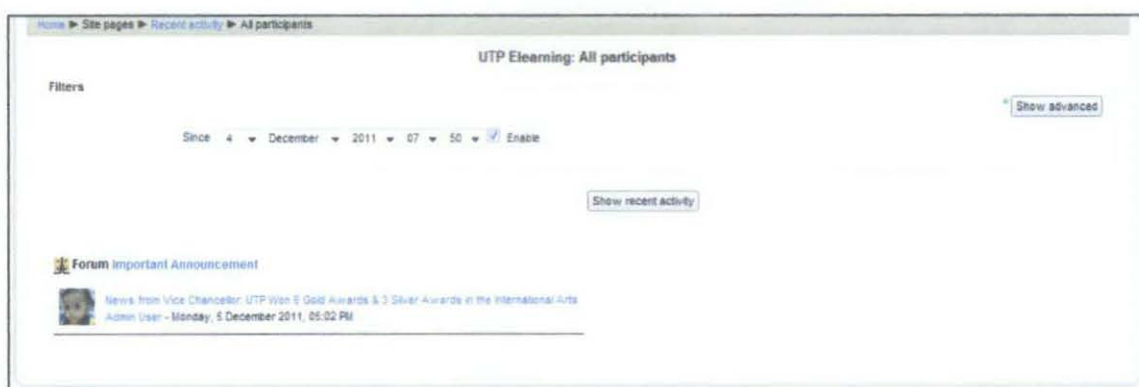 Home ► Site pages ► Recent activity ► All participants
UTP Elearning: All participants
Filters
* Show advanced
Since 4 December 2011 07 50 Enable
Show recent activity
Forum Important Announcement
News from Vice Chancellor: UTP Won 6 Gold Awards & 3 Silver Awards in the International Arts
Admin User - Monday, 5 December 2011, 05:02 PM